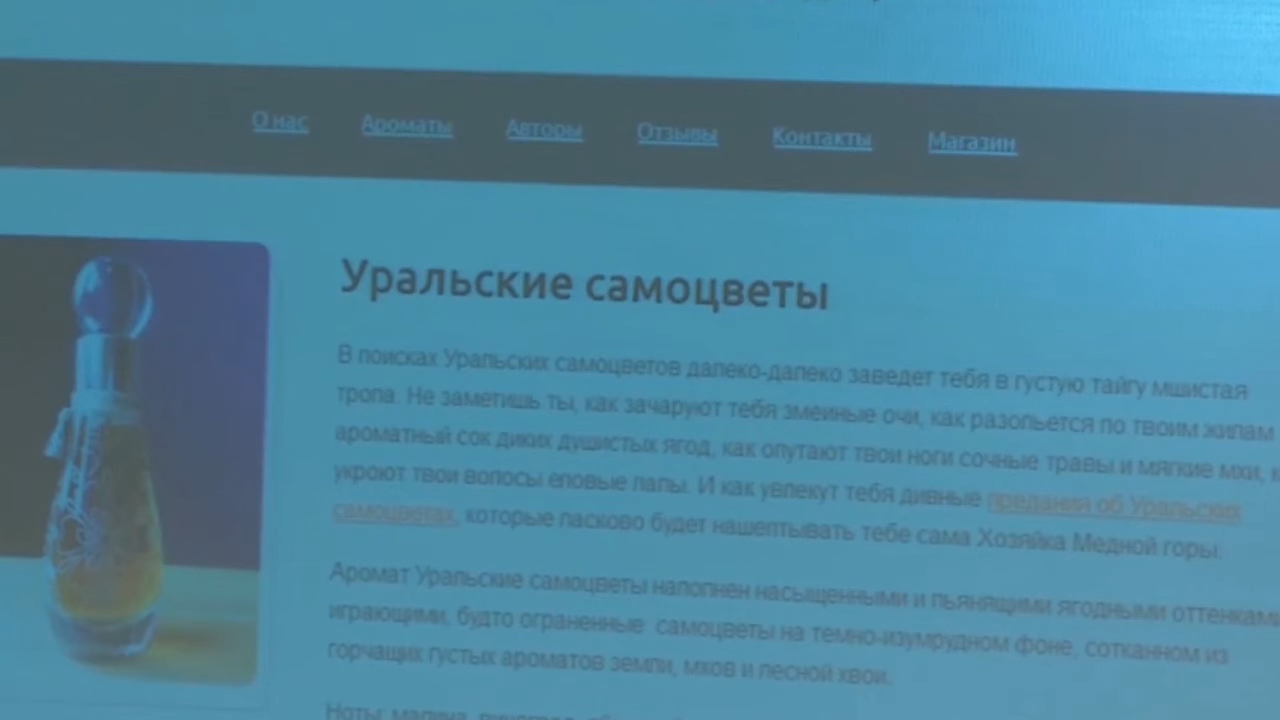 О нас Ароматы Авторы Отзывы Контакты Магазин
Уральские самоцветы
В поисках Уральских самоцветов далеко-далеко заведет тебя в густую тайгу мшистая
тропа. Не заметишь ты, как зачаруют тебя змеиные очи, как разольется по твоим жилам
ароматный сок диких душистых ягод, как опутают твои ноги сочные травы и мягкие мхи,
укроют твои волосы еловые лапы. И как увлекут тебя дивные предания об Уральских
самоцветах, которые ласково будет нашептывать тебе сама Хозяйка Медной горы.
Аромат Уральские самоцветы наполнен насыщенными и пьянящими ягодными оттенками
играющими, будто ограненные самоцветы на темно-изумрудном фоне, сотканном из
горчащих густых ароматов земли, мхов и лесной хвои.
Ноты: малина,